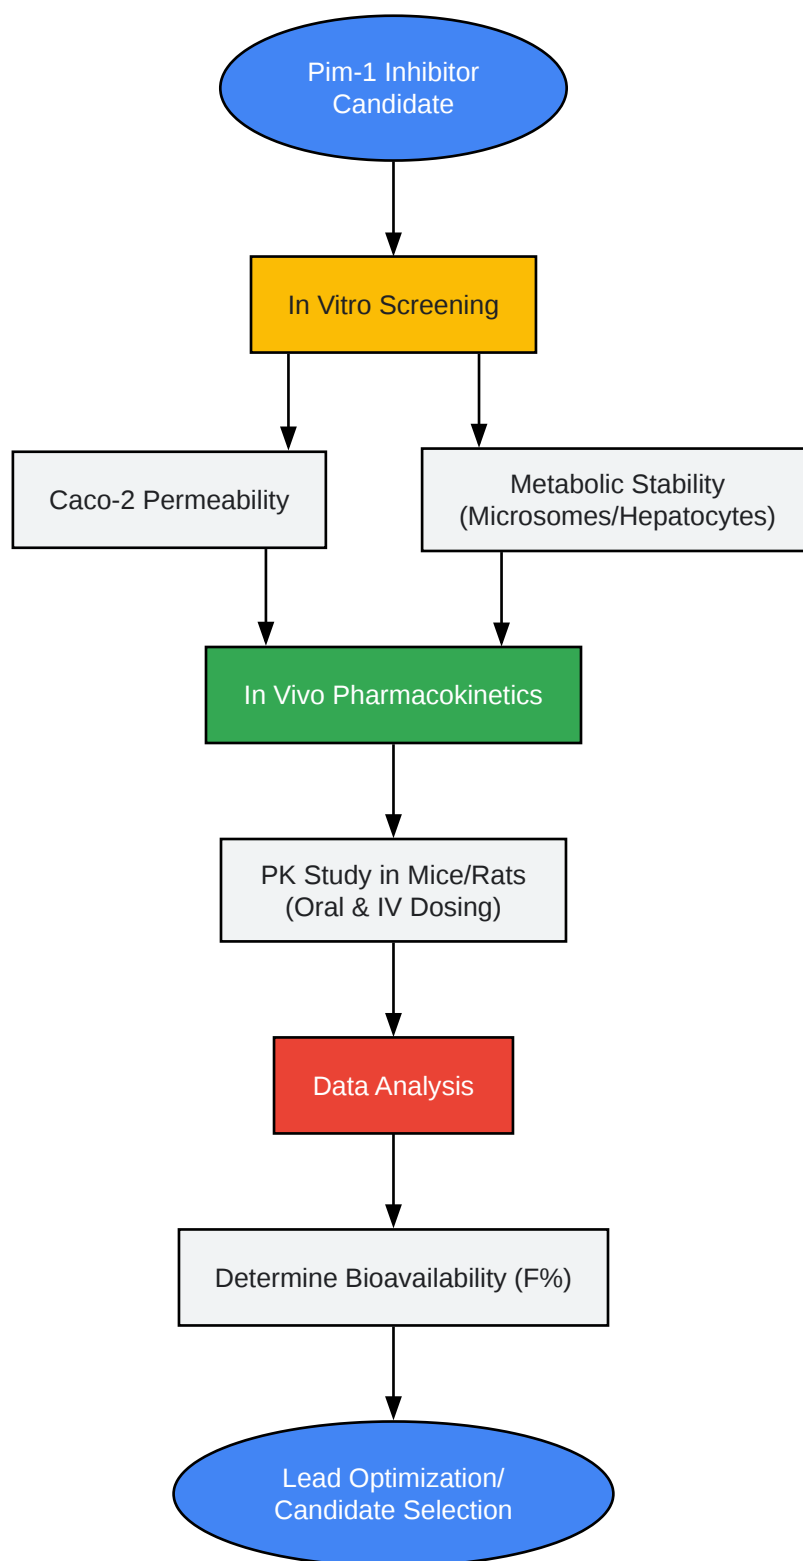 Pim-1 Inhibitor
Candidate
In Vitro Screening
Caco-2 Permeability
Metabolic Stability
(Microsomes/Hepatocytes)
In Vivo Pharmacokinetics
PK Study in Mice/Rats
(Oral & IV Dosing)
Data Analysis
Determine Bioavailability (F%)
Lead Optimization/
Candidate Selection